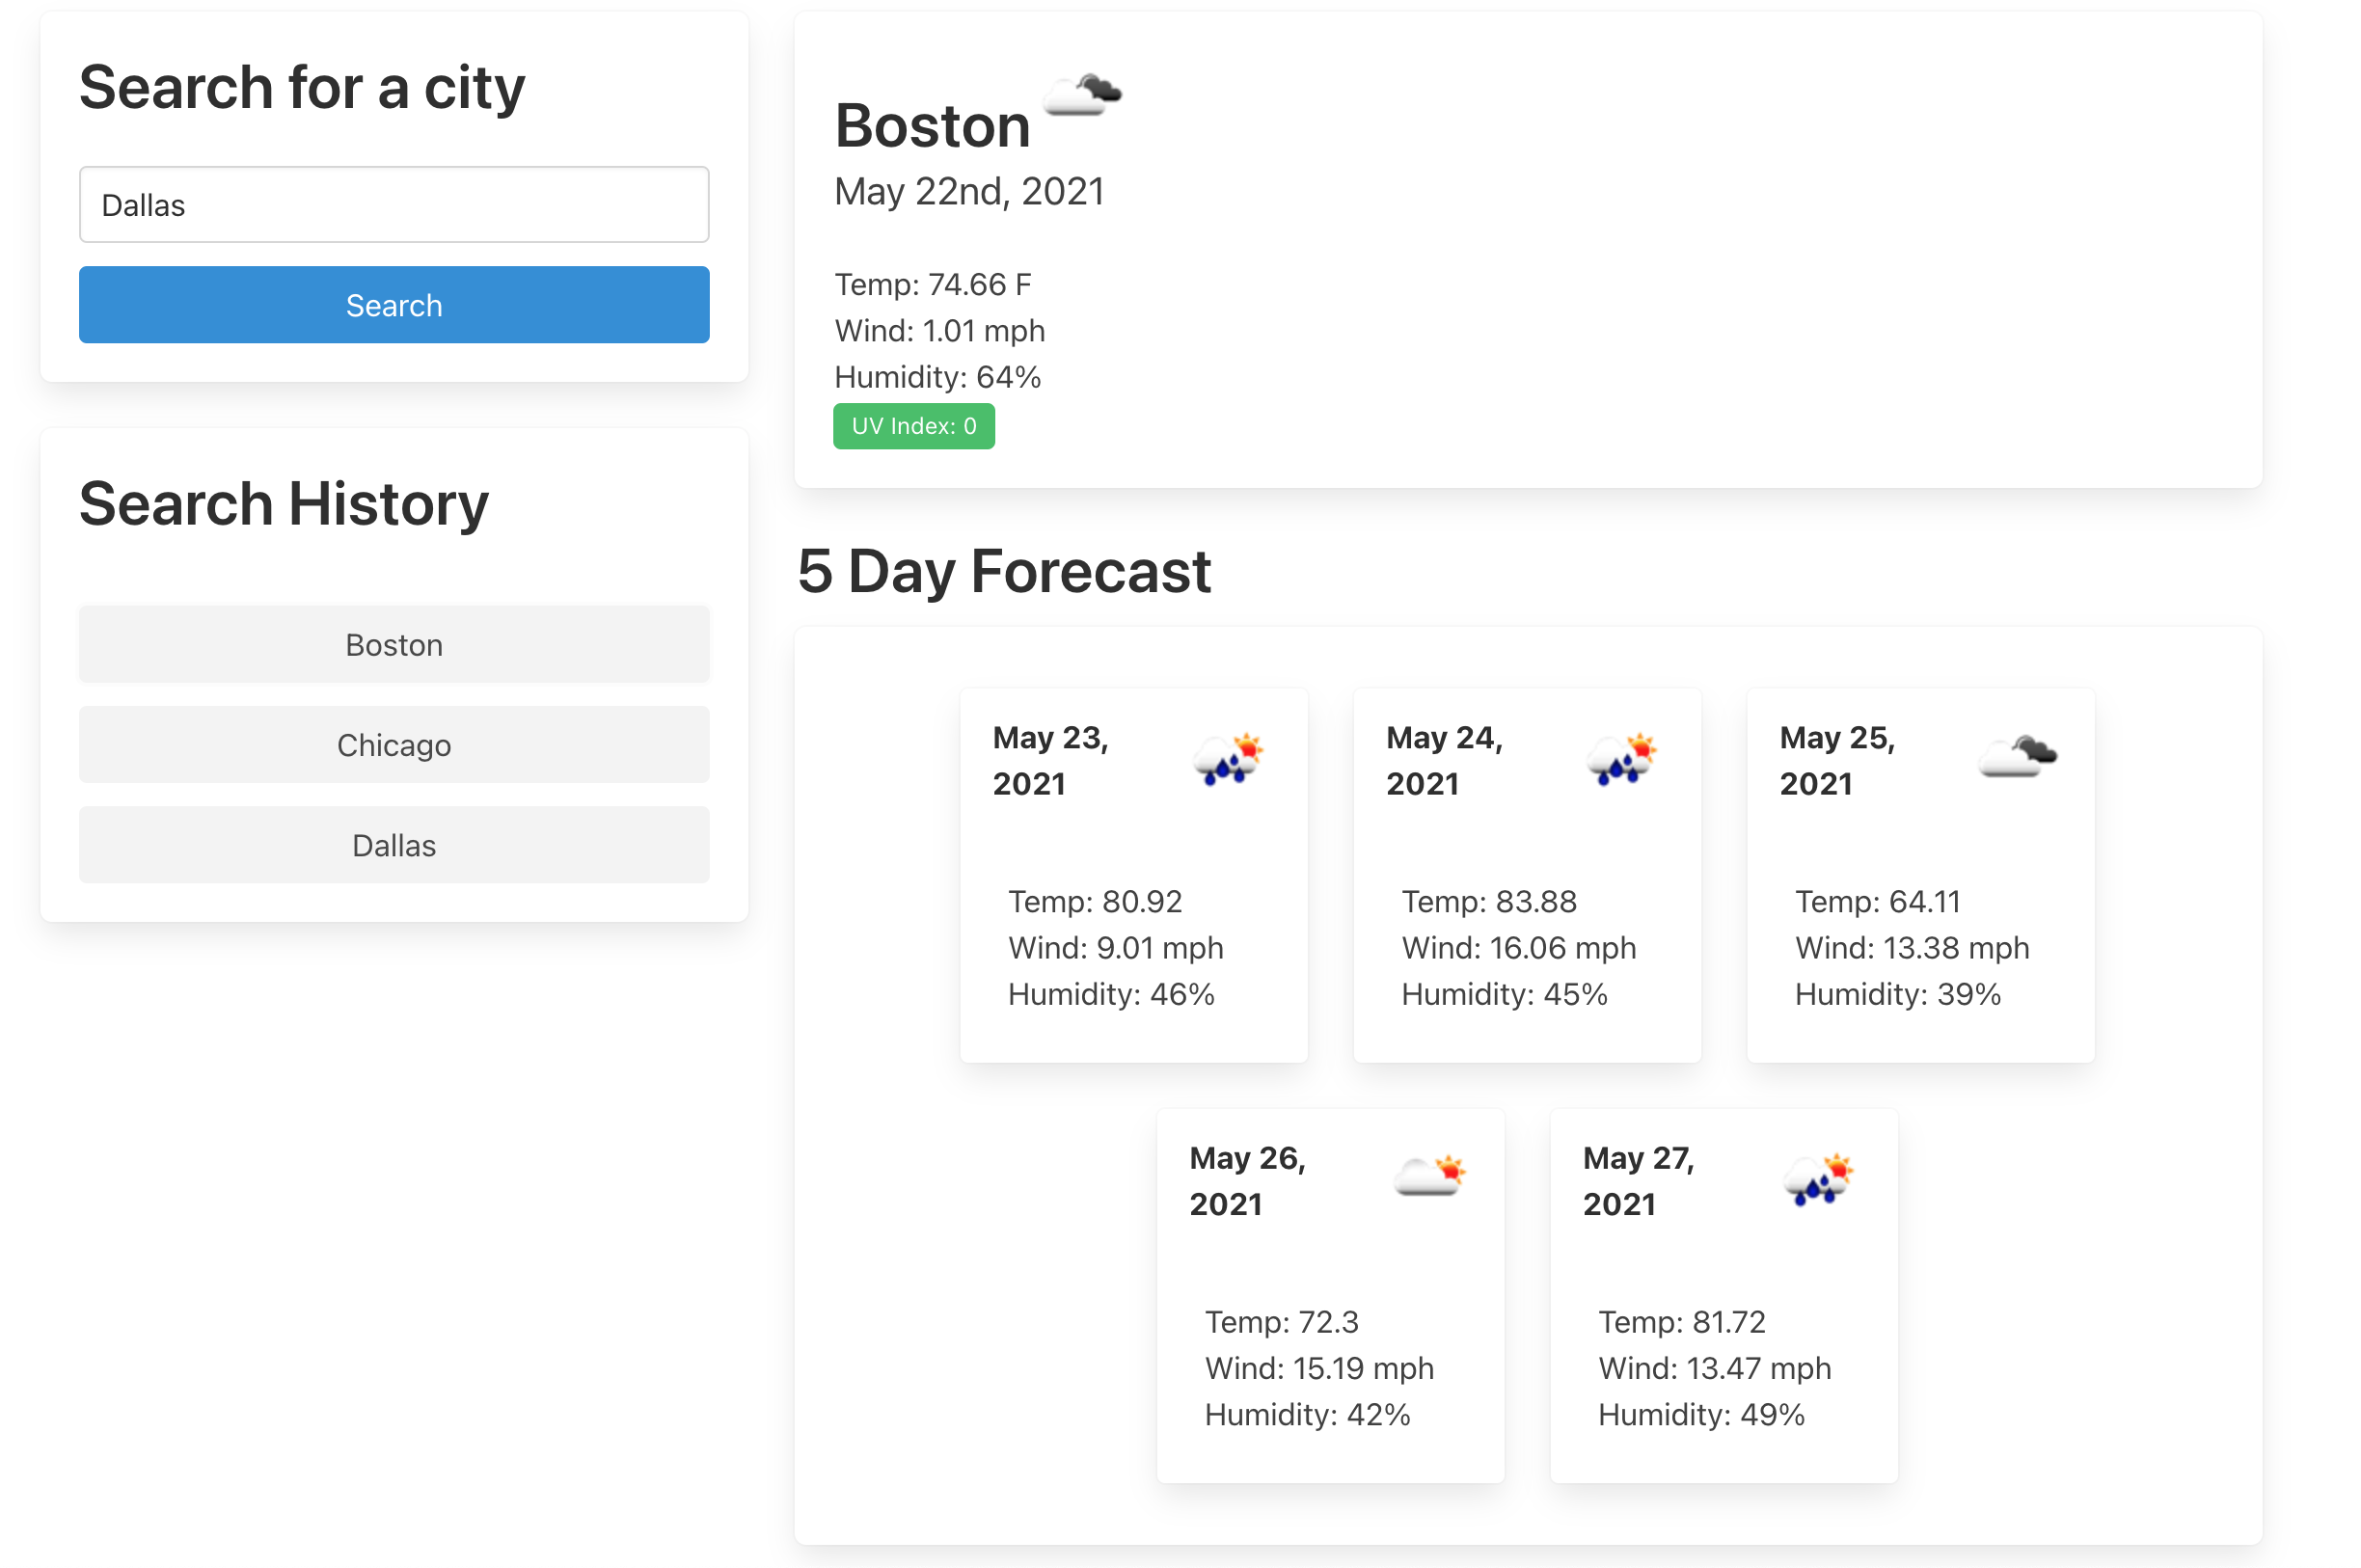 Search for a city
Dallas
Search
Search History
Boston
Chicago
Dallas
Boston
May 22nd, 2021
Temp: 74.66 F
Wind: 1.01 mph
Humidity: 64%
UV Index: 0
5 Day Forecast
May 23,
2021
Temp: 80.92
Wind: 9.01 mph
Humidity: 46%
May 24,
2021
Temp: 83.88
Wind: 16.06 mph
Humidity: 45%
May 25,
2021
Temp: 64.11
Wind: 13.38 mph
Humidity: 39%
May 26,
2021
Temp: 72.3
Wind: 15.19 mph
Humidity: 42%
May 27,
2021
Temp: 81.72
Wind: 13.47 mph
Humidity: 49%